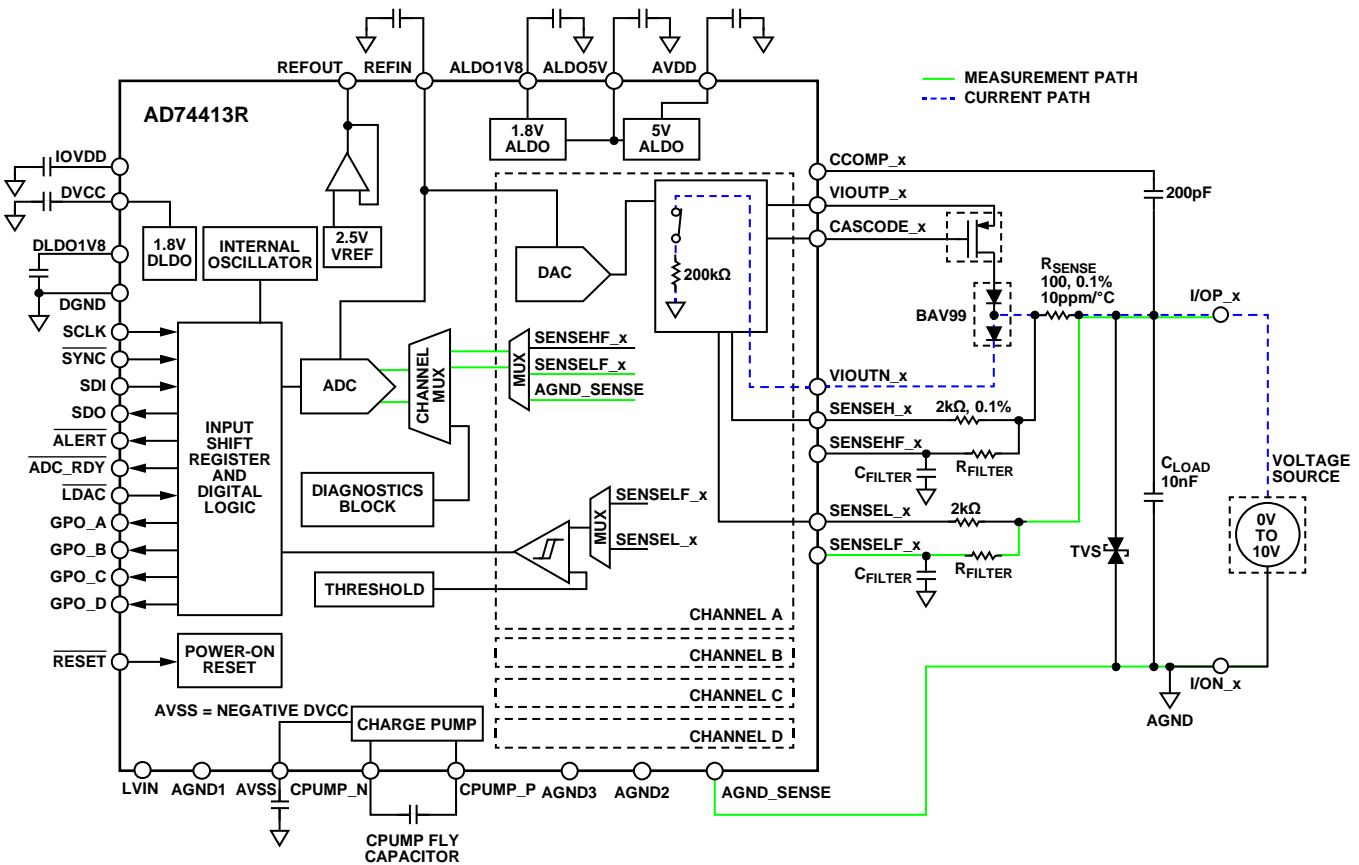 REFOUT
REFIN
ALDO1V8
ALDO5V
AVDD
MEASUREMENT PATH
CURRENT PATH
AD74413R
1.8V
ALDO
5V
ALDO
IOVDD
DVCC
DLDO1V8
DGND
1.8V
DLDO
INTERNAL
OSCILLATOR
2.5V
VREF
DAC
200kΩ
CCOMP_x
VIOUTP_x
CASCODE_x
200pF
BAV99
RSENSE
100, 0.1%
10ppm/°C
I/OP_x
SCLK
SYNC
SDI
SDO
ALERT
ADC_RDY
LDAC
GPO_A
GPO_B
GPO_C
GPO_D
RESET
INPUT
SHIFT
REGISTER
AND
DIGITAL
LOGIC
POWER-ON
RESET
ADC
CHANNEL
MUX
MUX
SENSEHF_x
SENSELF_x
AGND_SENSE
DIAGNOSTICS
BLOCK
THRESHOLD
MUX
SENSELF_x
SENSEL_x
VIOUTN_x
SENSEH_x
2kΩ, 0.1%
SENSEHF_x
CFILTER
RFILTER
SENSEL_x
2kΩ
SENSELF_x
CFILTER
RFILTER
TVS
CLOAD
10nF
VOLTAGE
SOURCE
0V
TO
10V
CHANNEL A
CHANNEL B
CHANNEL C
CHANNEL D
I/ON_x
AGND
AVSS = NEGATIVE DVCC
CHARGE PUMP
LVIN
AGND1
AVSS
CPUMP_N
CPUMP_P
AGND3
AGND2
AGND_SENSE
CPUMP FLY
CAPACITOR